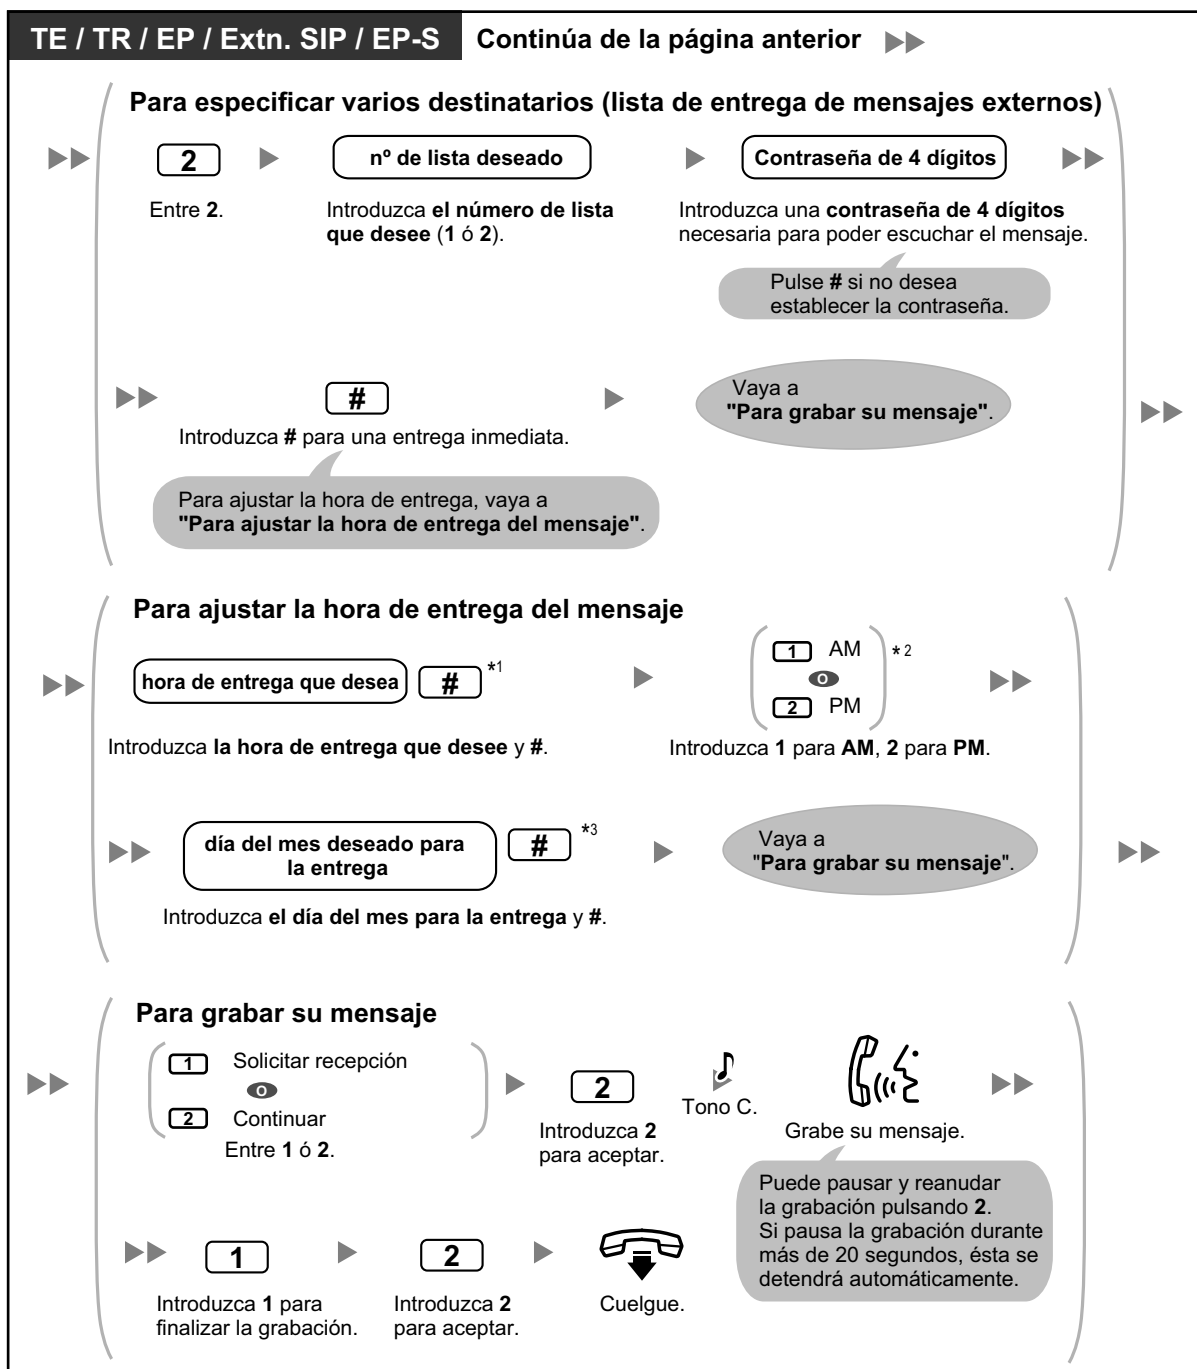 TE / TR / EP / Extn. SIP / EP-S Continúa de la página anterior
Para especificar varios destinatarios (lista de entrega de mensajes externos)
2 nº de lista deseado Contraseña de 4 dígitos
Entre 2.
Introduzca el número de lista
que desee (1 ó 2).
Introduzca una contraseña de 4 dígitos
necesaria para poder escuchar el mensaje.
Pulse # si no desea
establecer la contraseña.
#
Introduzca # para una entrega inmediata.
Vaya a
"Para grabar su mensaje".
Para ajustar la hora de entrega, vaya a
"Para ajustar la hora de entrega del mensaje".
Para ajustar la hora de entrega del mensaje
hora de entrega que desea # *1
1 AM
O
2 PM
*2
Introduzca la hora de entrega que desee y #.
Introduzca 1 para AM, 2 para PM.
día del mes deseado para
la entrega
# *3
Vaya a
"Para grabar su mensaje".
Introduzca el día del mes para la entrega y #.
Para grabar su mensaje
1 Solicitar recepción
O
2 Continuar
Entre 1 ó 2.
2
Introduzca 2
para aceptar.
Tono C.
Grabe su mensaje.
Puede pausar y reanudar
la grabación pulsando 2.
Si pausa la grabación durante
más de 20 segundos, ésta se
detendrá automáticamente.
1
Introduzca 1 para
finalizar la grabación.
2
Introduzca 2
para aceptar.
Cuelgue.